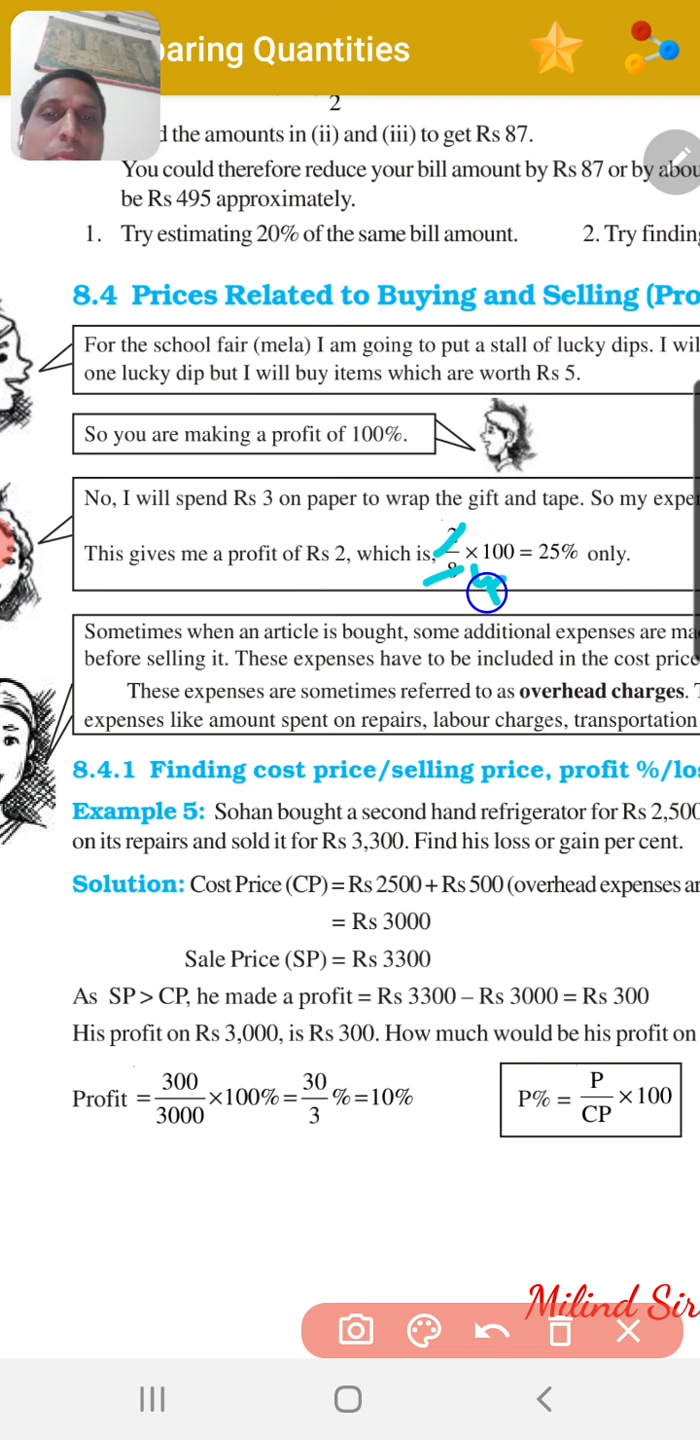 paring Quantities
2
d the amounts in (ii) and (iii) to get Rs 87.
You could therefore reduce your bill amount by Rs 87 or by abou
be Rs 495 approximately.
1. Try estimating 20% of the same bill amount. 2. Try finding
8.4 Prices Related to Buying and Selling (Pro
For the school fair (mela) I am going to put a stall of lucky dips. I wil
one lucky dip but I will buy items which are worth Rs 5.
So you are making a profit of 100%.
No, I will spend Rs 3 on paper to wrap the gift and tape. So my expe
This gives me a profit of Rs 2, which is, × 100 = 25% only.
4
Sometimes when an article is bought, some additional expenses are ma
before selling it. These expenses have to be included in the cost price
These expenses are sometimes referred to as overhead charges. T
expenses like amount spent on repairs, labour charges, transportation
8.4.1 Finding cost price/selling price, profit %/los
Example 5: Sohan bought a second hand refrigerator for Rs 2,500
on its repairs and sold it for Rs 3,300. Find his loss or gain per cent.
Solution: Cost Price (CP) = Rs 2500 + Rs 500 (overhead expenses ar
= Rs 3000
Sale Price (SP) = Rs 3300
As SP > CP, he made a profit = Rs 3300 – Rs 3000 = Rs 300
His profit on Rs 3,000, is Rs 300. How much would be his profit on
Profit = 300/3000 ×100% = 30/3 % = 10% P% = P/CP × 100
Milind Sir